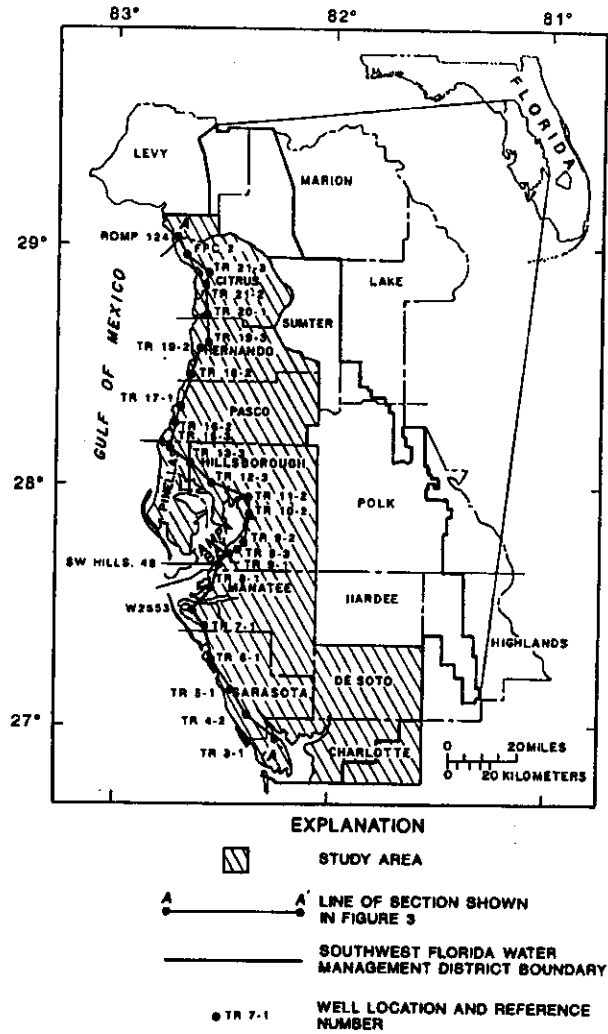 83°
82°
81°
FLORIDA
LEVY
MARION
29°
ROMP 124
A
FPC 2
TR 21-3
CITRUS
TR 21-2
TR 20-1
LAKE
SUMTER
TR 19-3
TR 19-2
HERNANDO
TR 18-2
GULF OF MEXICO
TR 17-1
PASCO
TR 16-2
28°
HILLSBOROUGH
TR 12-3
TR 11-2
TR 10-2
POLK
TR 9-2
TR 8-3
TR 9-1
SW HILLS. 48
MANATEE
HARDEE
W2553
TR 7-1
HIGHLANDS
TR 6-1
DE SOTO
TR 5-1
SARASOTA
27°
TR 4-2
TR 3-1
CHARLOTTE
0 20 MILES
0 20 KILOMETERS
EXPLANATION
STUDY AREA
A A' LINE OF SECTION SHOWN
IN FIGURE 3
SOUTHWEST FLORIDA WATER
MANAGEMENT DISTRICT BOUNDARY
TR 7-1 WELL LOCATION AND REFERENCE
NUMBER